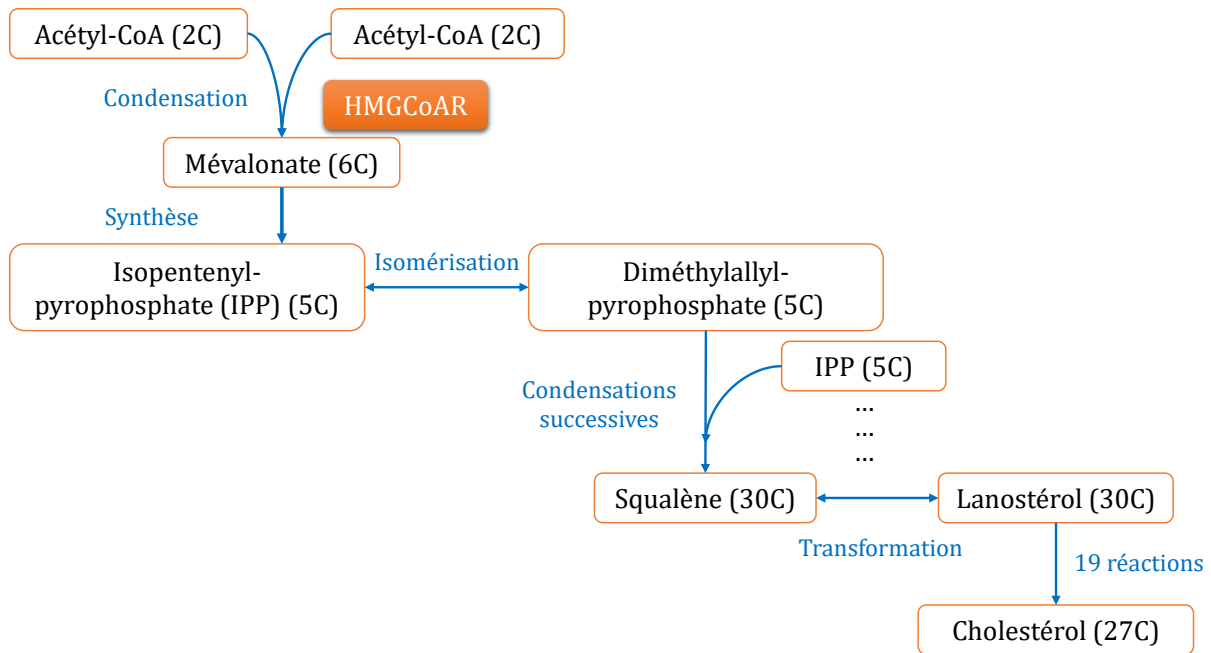 Acétyl-CoA (2C)
Acétyl-CoA (2C)
Condensation
HMGCoAR
Mévalonate (6C)
Synthèse
Isopentenyl-
pyrophosphate (IPP) (5C)
Isomérisation
Diméthylallyl-
pyrophosphate (5C)
IPP (5C)
Condensations
successives
...
...
...
Squalène (30C)
Lanostérol (30C)
Transformation
19 réactions
Cholestérol (27C)